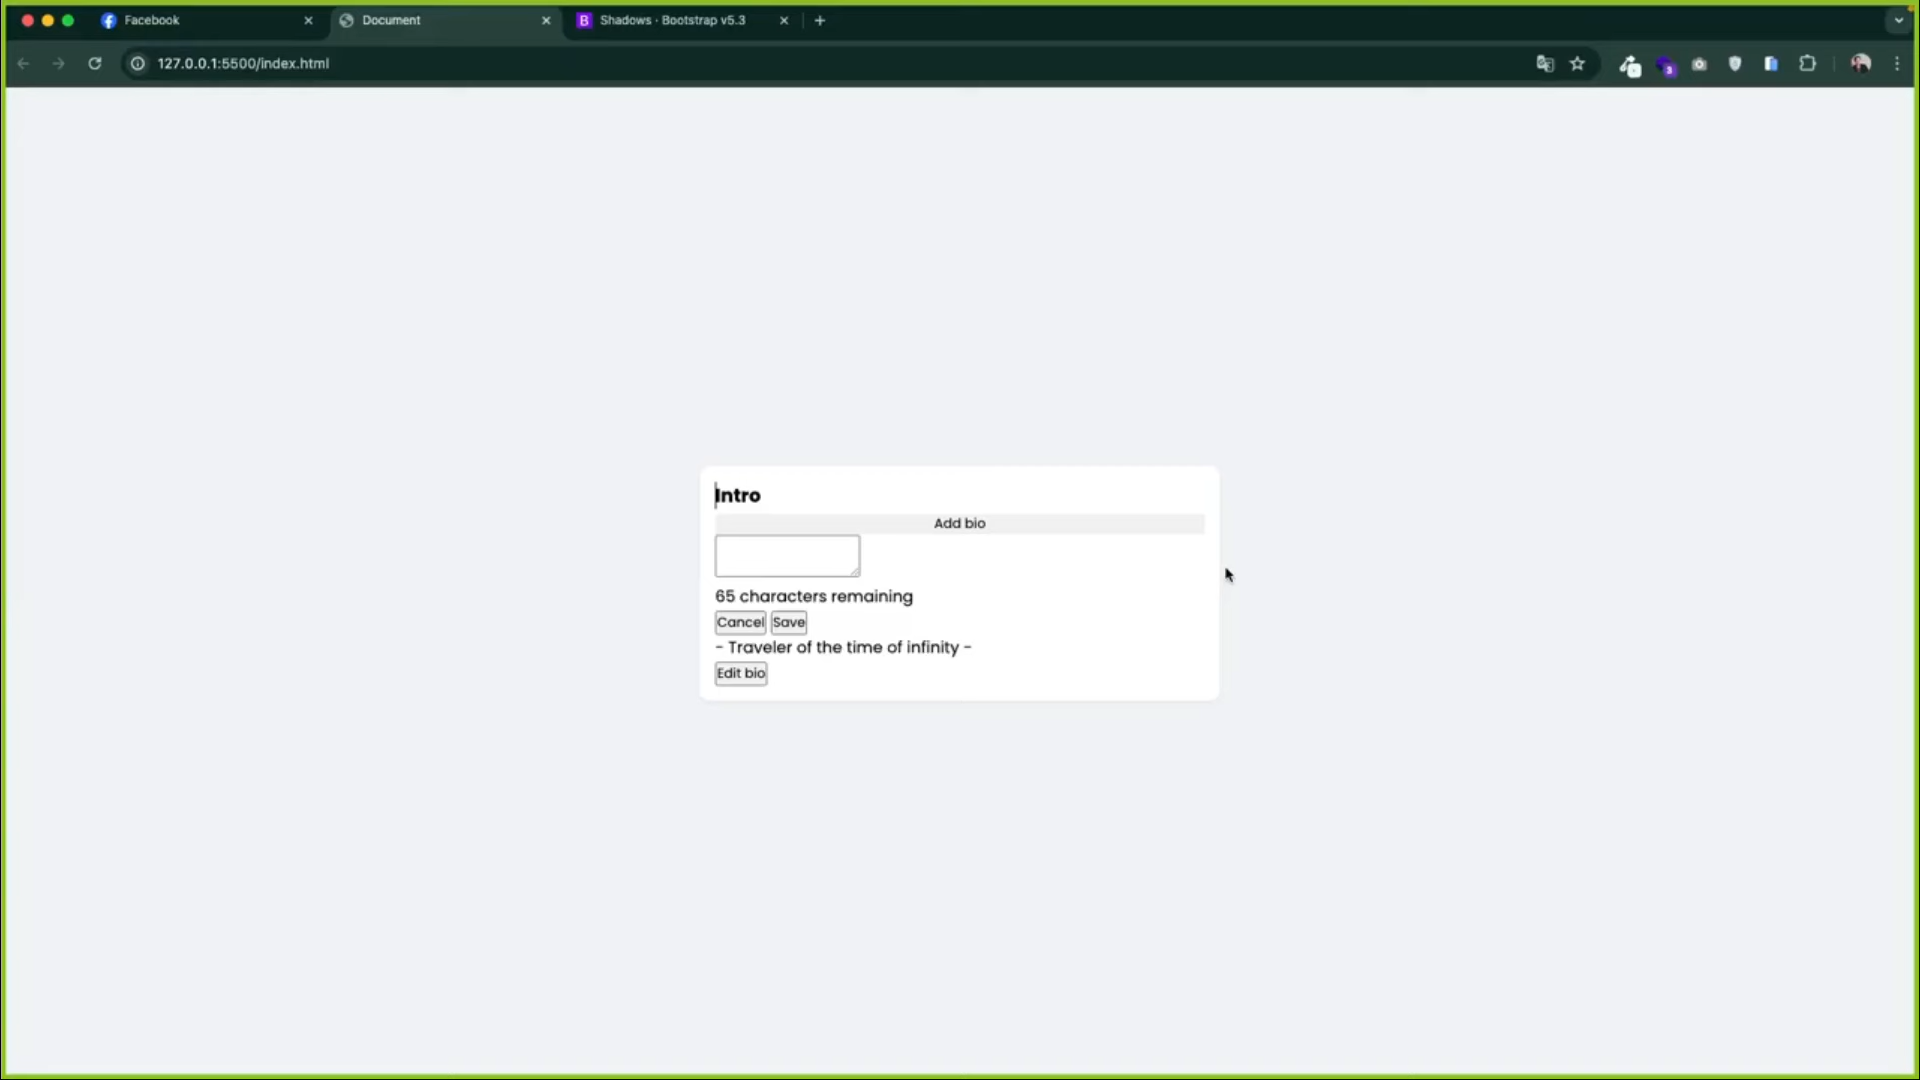 Facebook
Document
B Shadows · Bootstrap v5.3
127.0.0.1:5500/index.html
3
Intro
Add bio
65 characters remaining
Cancel Save
- Traveler of the time of infinity -
Edit bio